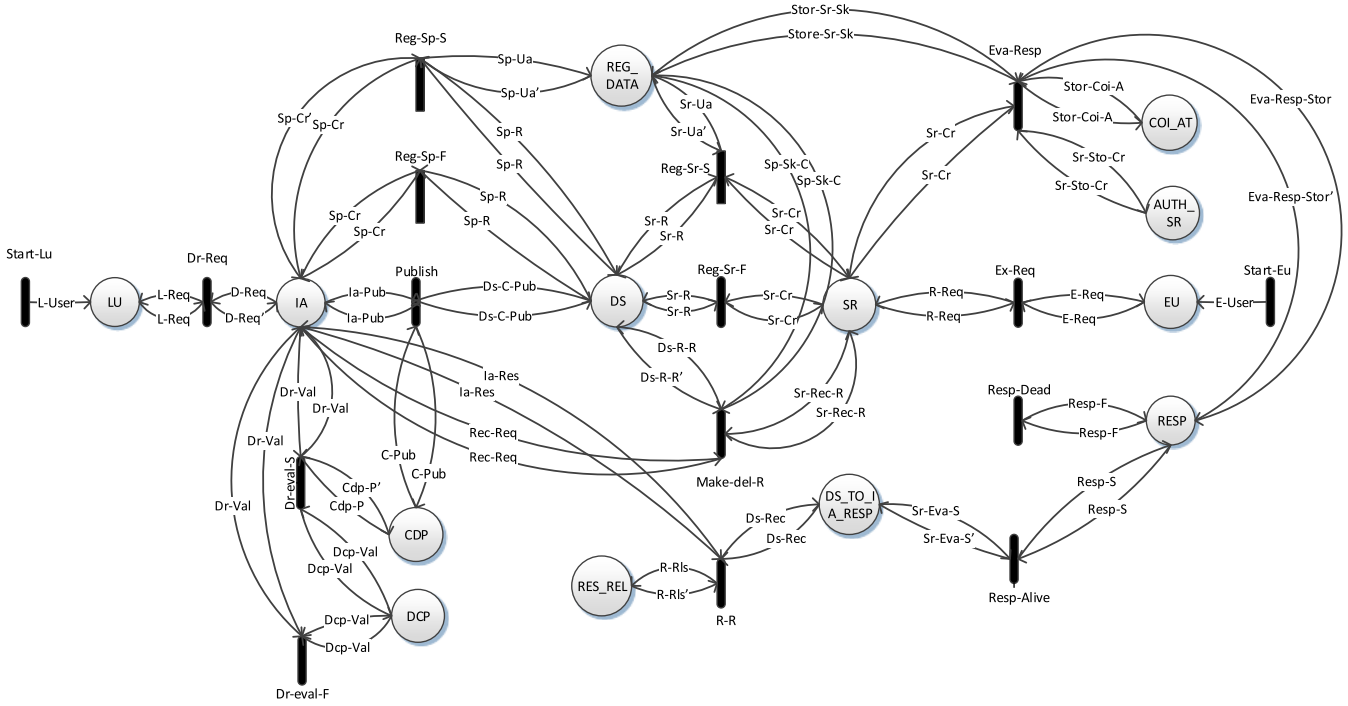 Stor-Sr-Sk
Store-Sr-Sk
Reg-Sp-S
Eva-Resp
Sp-Ua
Sp-Ua’
REG_
DATA
Stor-Coi-A
Stor-Coi-A
COI_AT
Eva-Resp-Stor
Sr-Ua
Sr-Ua’
Sp-Cr’
Sp-Cr
Sp-R
Sp-R
Sr-Cr
Sr-Cr
Sr-Sto-Cr
Sr-Sto-Cr
Reg-Sp-F
Reg-Sr-S
Sp-Sk-C
Sp-Sk-C
Eva-Resp-Stor’
AUTH_
SR
Sp-Cr
Sp-Cr
Sp-R
Sp-R
Sr-R
Sr-R
Sr-Cr
Sr-Cr
Start-Lu
Dr-Req
Publish
Reg-Sr-F
Ex-Req
Start-Eu
L-User
LU
L-Req
L-Req
D-Req
D-Req’
IA
Ia-Pub
Ia-Pub
Ds-C-Pub
Ds-C-Pub
DS
Sr-R
Sr-R
Sr-Cr
Sr-Cr
SR
R-Req
R-Req
E-Req
E-Req
EU
E-User
Ds-R-R
Ds-R-R’
Ia-Res
Ia-Res
Dr-Val
Dr-Val
Sr-Rec-R
Sr-Rec-R
Resp-Dead
Resp-F
Resp-F
RESP
Dr-Val
Dr-Val
Rec-Req
Rec-Req
C-Pub
C-Pub
Dr-eval-S
Make-del-R
Cdp-P’
Cdp-P
CDP
Resp-S
Resp-S
DS_TO_I
A_RESP
Sr-Eva-S
Sr-Eva-S’
Ds-Rec
Ds-Rec
Dcp-Val
Dcp-Val
RES_REL
R-Rls
R-Rls’
Resp-Alive
DCP
R-R
Dcp-Val
Dcp-Val
Dr-eval-F